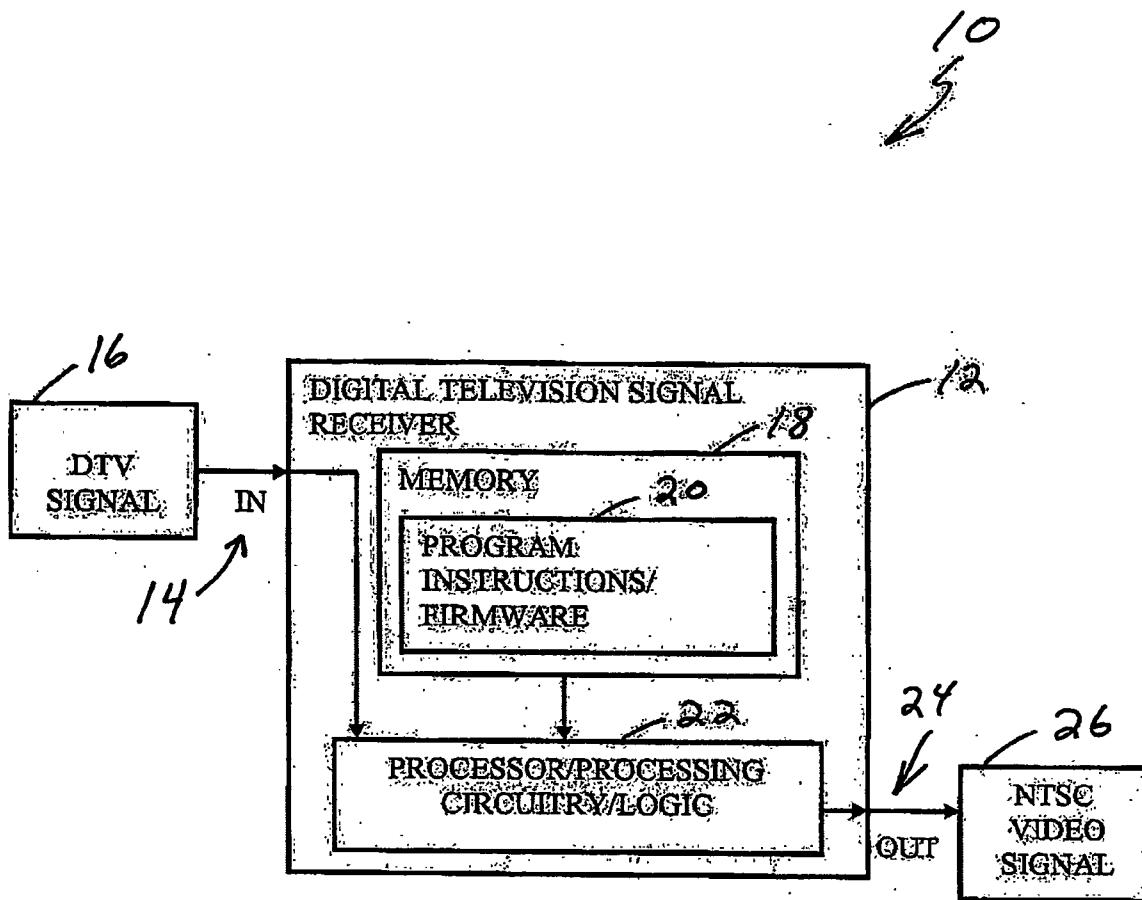 10
16
DTV
SIGNAL
IN
14
DIGITAL TELEVISION SIGNAL
RECEIVER
12
18
MEMORY
20
PROGRAM
INSTRUCTIONS/
FIRMWARE
22
PROCESSOR/PROCESSING
CIRCUITRY/LOGIC
24
OUT
26
NTSC
VIDEO
SIGNAL